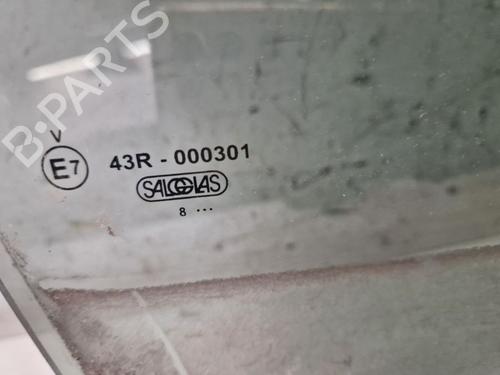 B-PARTS
V
E7 43R - 000301
SALGGLAS
8 ...